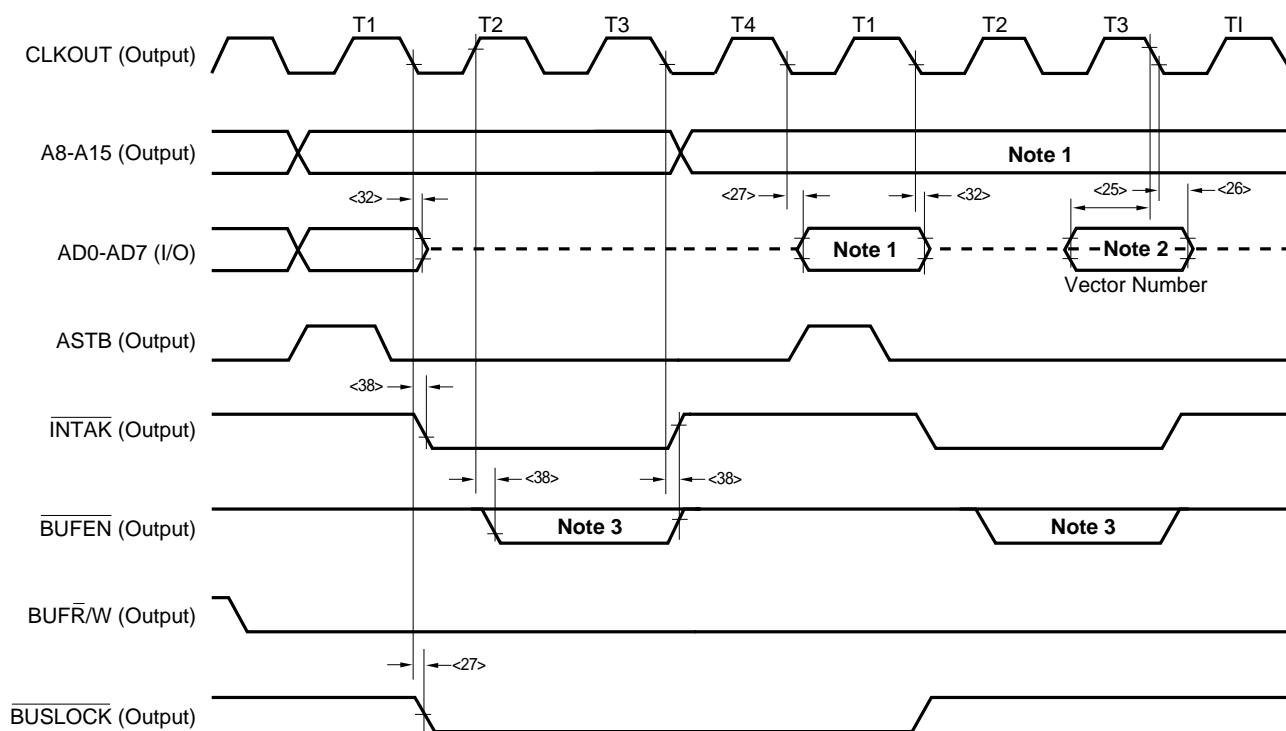 T1 T2 T3 T4 T1 T2 T3 TI
CLKOUT (Output)
A8-A15 (Output)
Note 1
<32> <27> <32> <25> <26>
AD0-AD7 (I/O)
Note 1
Note 2
Vector Number
ASTB (Output)
<38>
INTAK (Output)
<38> <38>
BUFEN (Output)
Note 3
Note 3
BUFR/W (Output)
<27>
BUSLOCK (Output)